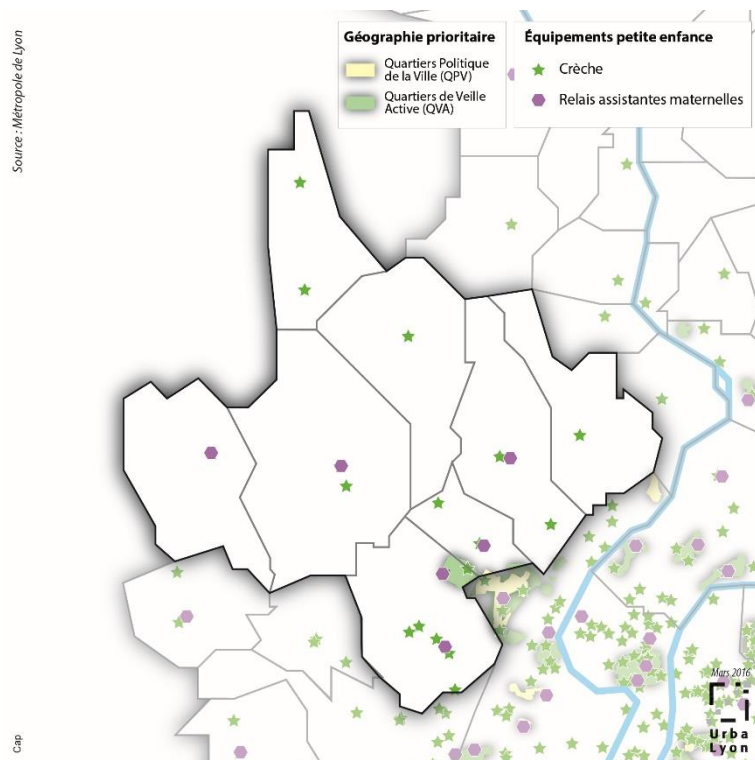 Source : Métropole de Lyon
Géographie prioritaire
Quartiers Politique
de la Ville (QPV)
Quartiers de Veille
Active (QVA)
Équipements petite enfance
Crèche
Relais assistantes maternelles
Cap
Mars 2016
Urba
Lyon